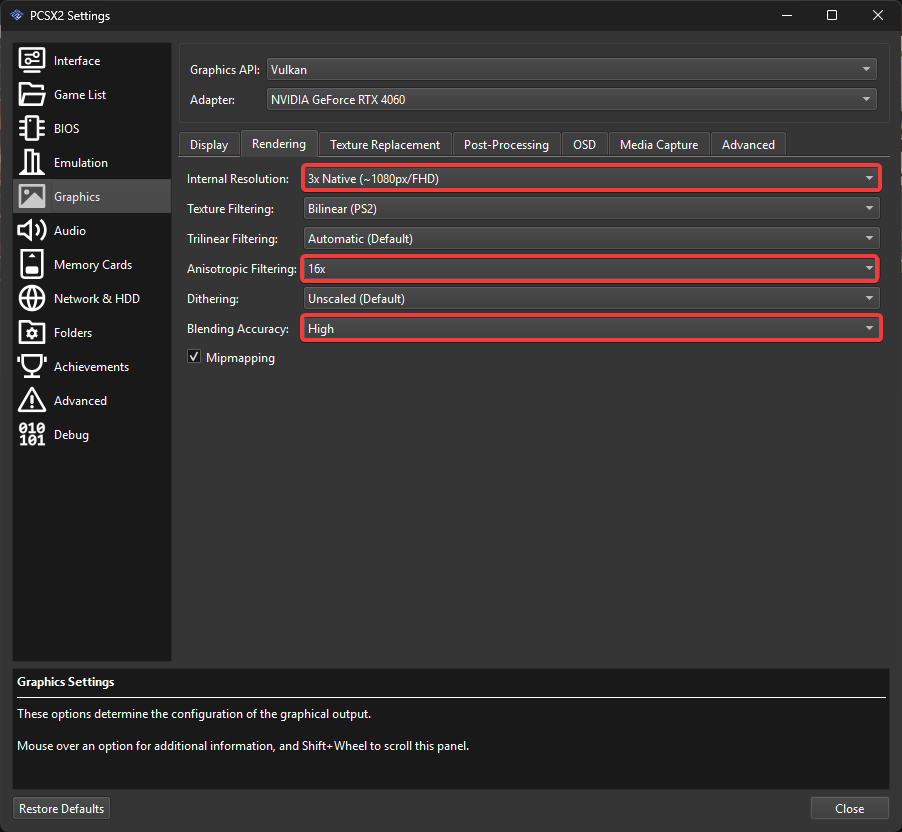 PCSX2 Settings
Interface
Game List
BIOS
Emulation
Graphics
Audio
Memory Cards
Network & HDD
Folders
Achievements
Advanced
Debug
Graphics API: Vulkan
Adapter: NVIDIA GeForce RTX 4060
Display Rendering Texture Replacement Post-Processing OSD Media Capture Advanced
Internal Resolution: 3x Native (~1080px/FHD)
Texture Filtering: Bilinear (PS2)
Trilinear Filtering: Automatic (Default)
Anisotropic Filtering: 16x
Dithering: Unscaled (Default)
Blending Accuracy: High
Mipmapping
Graphics Settings
These options determine the configuration of the graphical output.
Mouse over an option for additional information, and Shift+Wheel to scroll this panel.
Restore Defaults Close